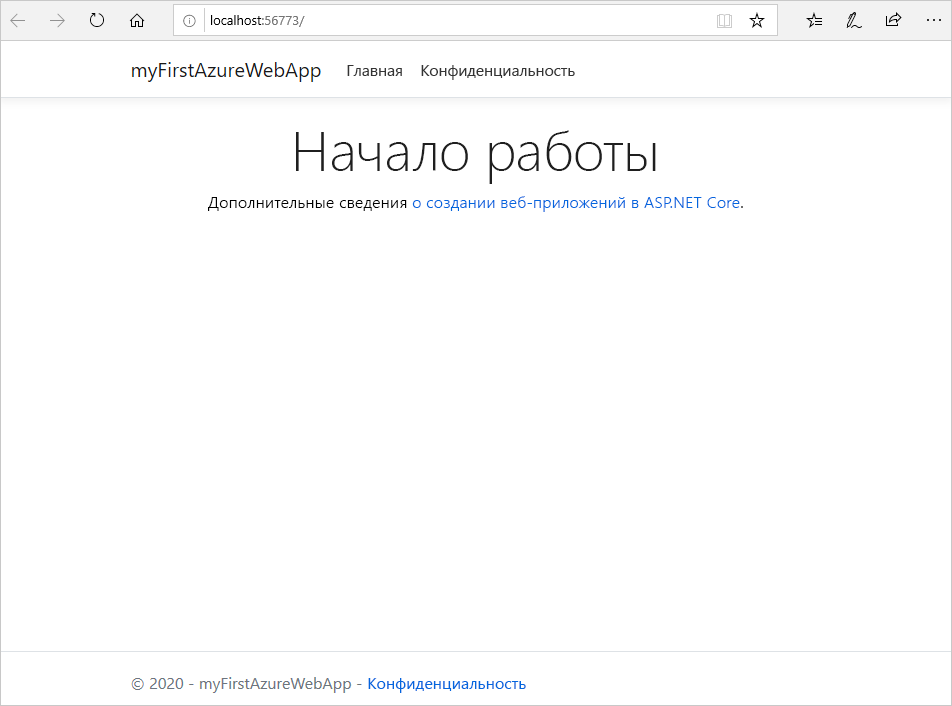 localhost:56773/
myFirstAzureWebApp Главная Конфиденциальность
Начало работы
Дополнительные сведения о создании веб-приложений в ASP.NET Core.
© 2020 - myFirstAzureWebApp - Конфиденциальность